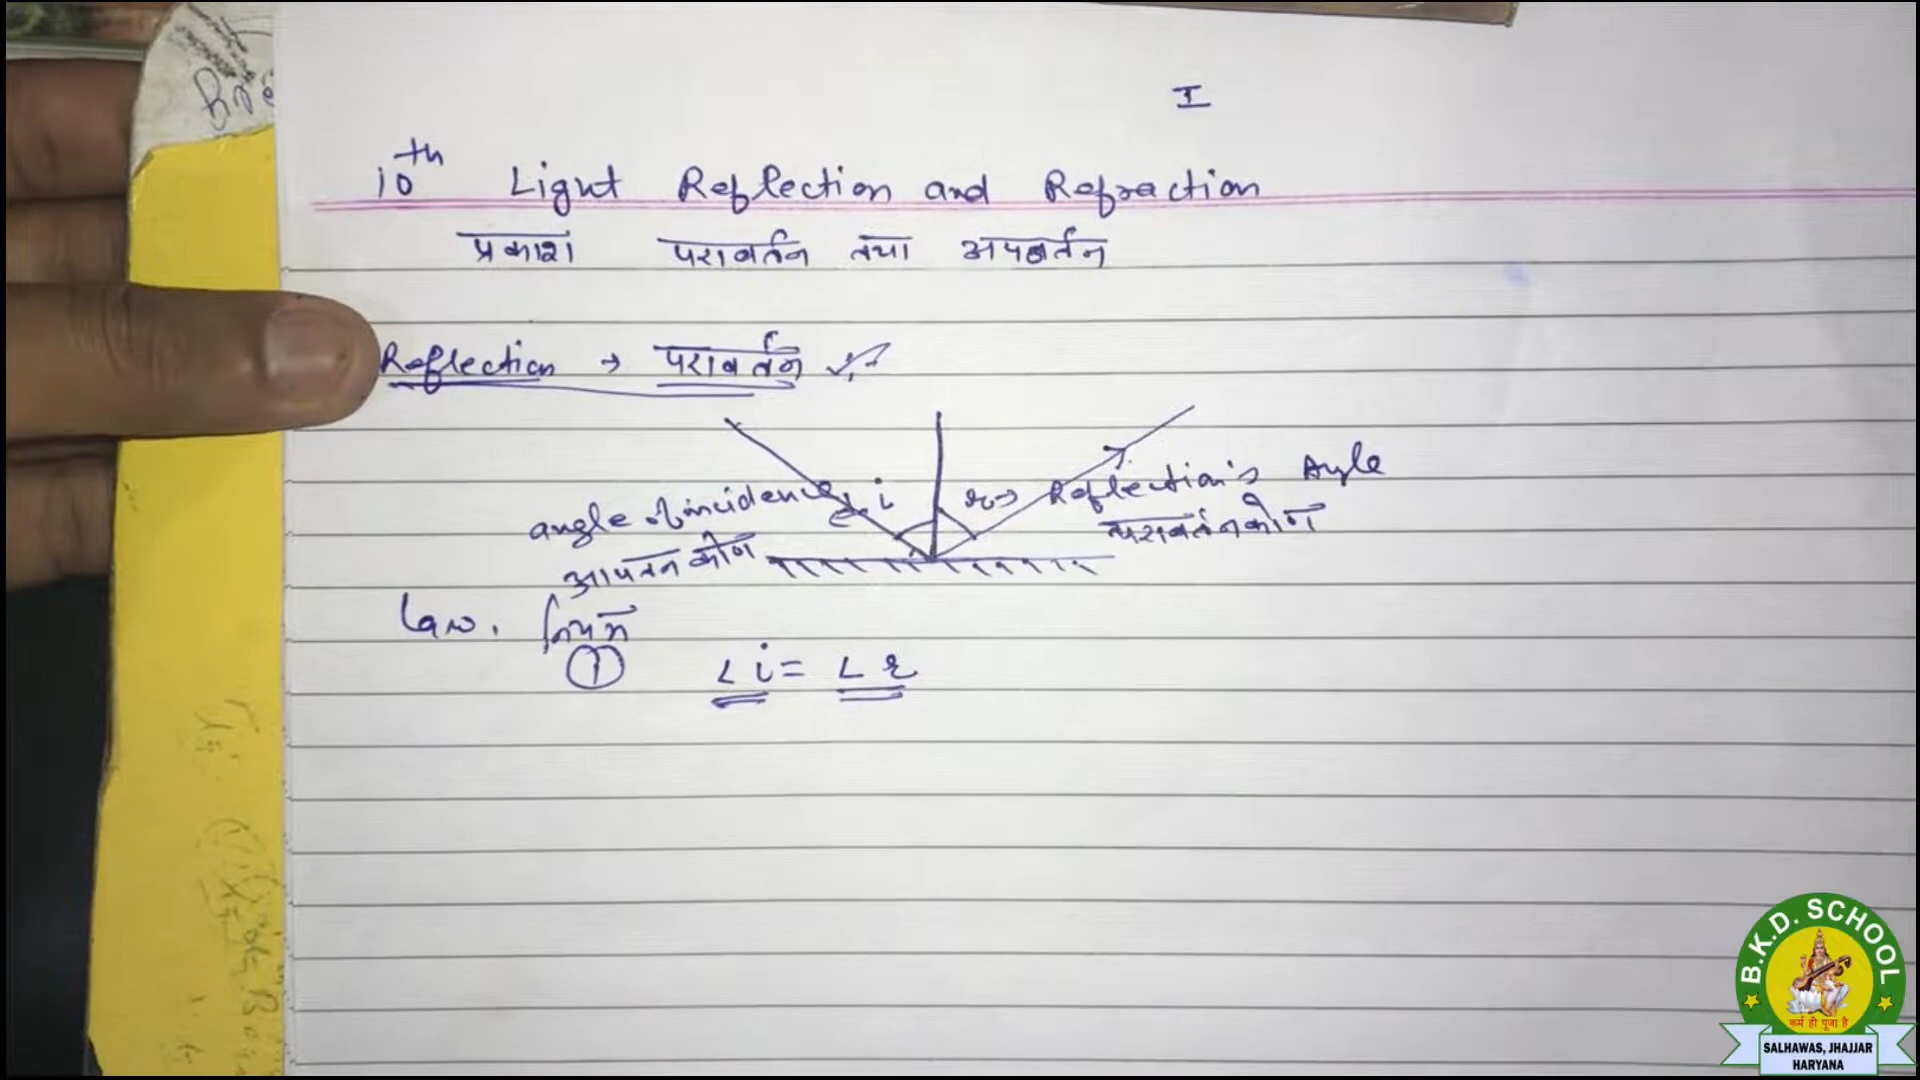 I
10th Light Reflection and Refraction
प्रकाश परावर्तन तथा अपवर्तन
Reflection → परावर्तन
angle of incidence i r→ Reflection's Angle
आपतन कोण परावर्तन कोण
Law. नियम
① ∠i = ∠r
B.K.D. SCHOOL
कर्म ही पूजा है
SALHAWAS, JHAJJAR
HARYANA